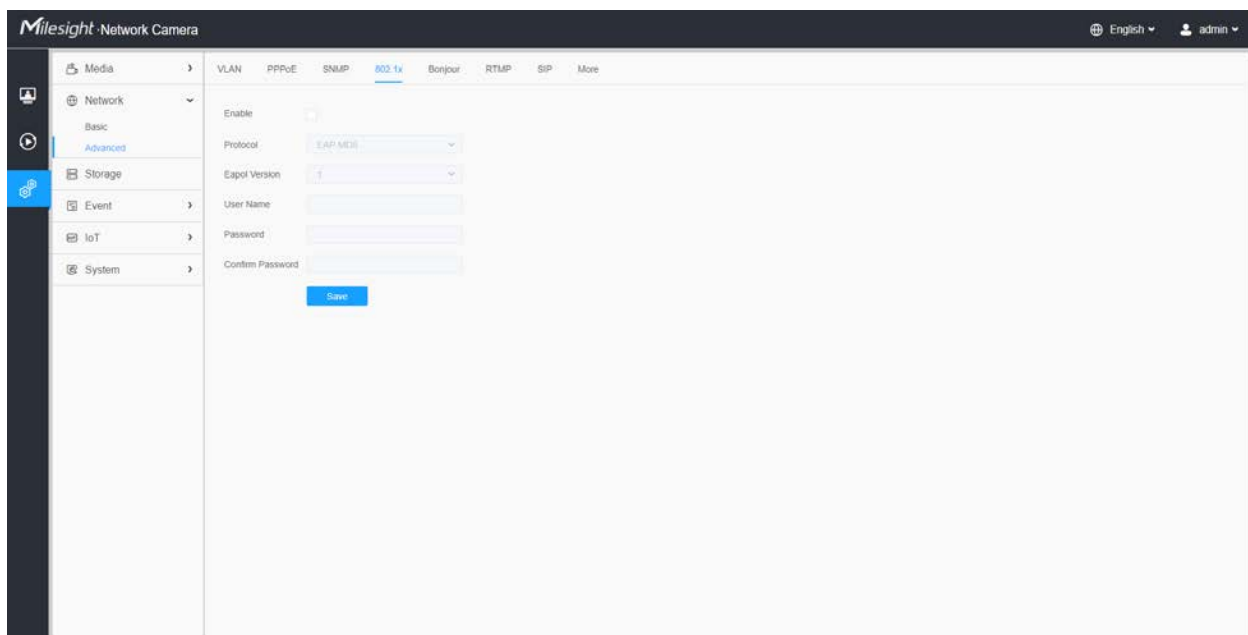 Milesight · Network Camera
English
admin
Media
Network
Basic
Advanced
Storage
Event
IoT
System
VLAN PPPoE SNMP 802.1x Bonjour RTMP SIP More
Enable
Protocol EAP-MD5
Eapol Version 1
User Name
Password
Confirm Password
Save